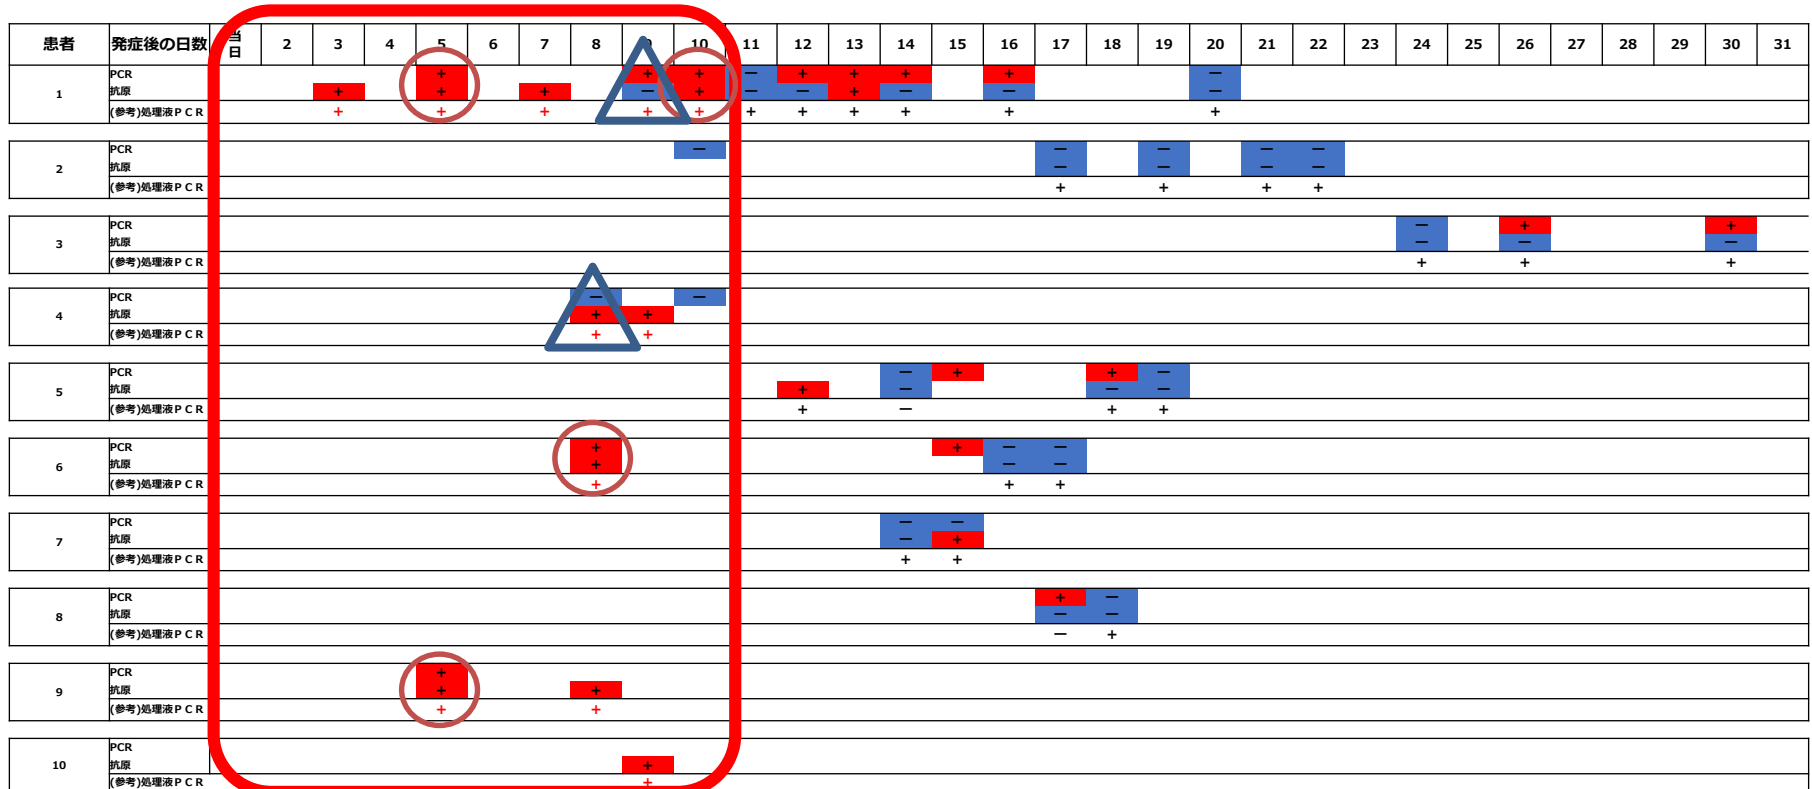 患者 発症後の日数 当日 2 3 4 5 6 7 8 9 10 11 12 13 14 15 16 17 18 19 20 21 22 23 24 25 26 27 28 29 30 31
1
PCR + + + － + + + + －
抗原 + + + － + － － + － － －
(参考)処理液PCR + + + + + + + + + + +
2
PCR － － － － －
抗原 － － － －
(参考)処理液PCR + + + +
3
PCR － + +
抗原 － － －
(参考)処理液PCR + + +
4
PCR － －
抗原 + +
(参考)処理液PCR + +
5
PCR － + + －
抗原 + － － －
(参考)処理液PCR + － + +
6
PCR + + － －
抗原 + － －
(参考)処理液PCR + + +
7
PCR － －
抗原 － +
(参考)処理液PCR + +
8
PCR + －
抗原 － －
(参考)処理液PCR － +
9
PCR +
抗原 + +
(参考)処理液PCR + +
10
PCR
抗原 +
(参考)処理液PCR +